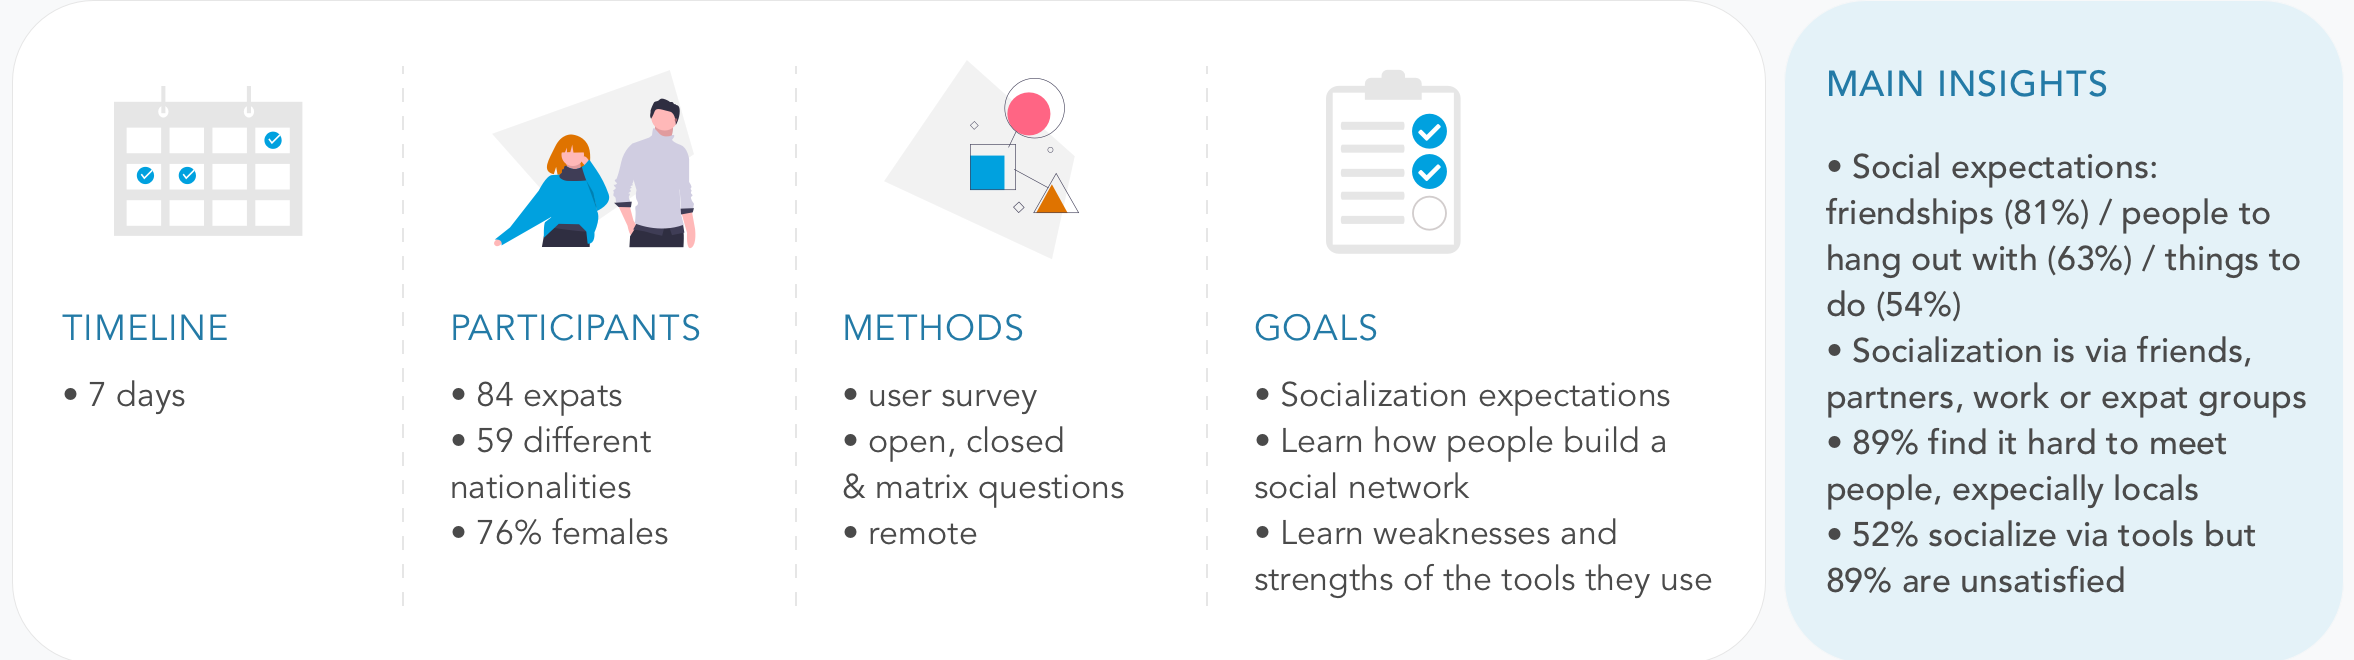 TIMELINE
• 7 days
PARTICIPANTS
• 84 expats
• 59 different
nationalities
• 76% females
METHODS
• user survey
• open, closed
& matrix questions
• remote
GOALS
• Socialization expectations
• Learn how people build a
social network
• Learn weaknesses and
strengths of the tools they use
MAIN INSIGHTS
• Social expectations:
friendships (81%) / people to
hang out with (63%) / things to
do (54%)
• Socialization is via friends,
partners, work or expat groups
• 89% find it hard to meet
people, expecially locals
• 52% socialize via tools but
89% are unsatisfied